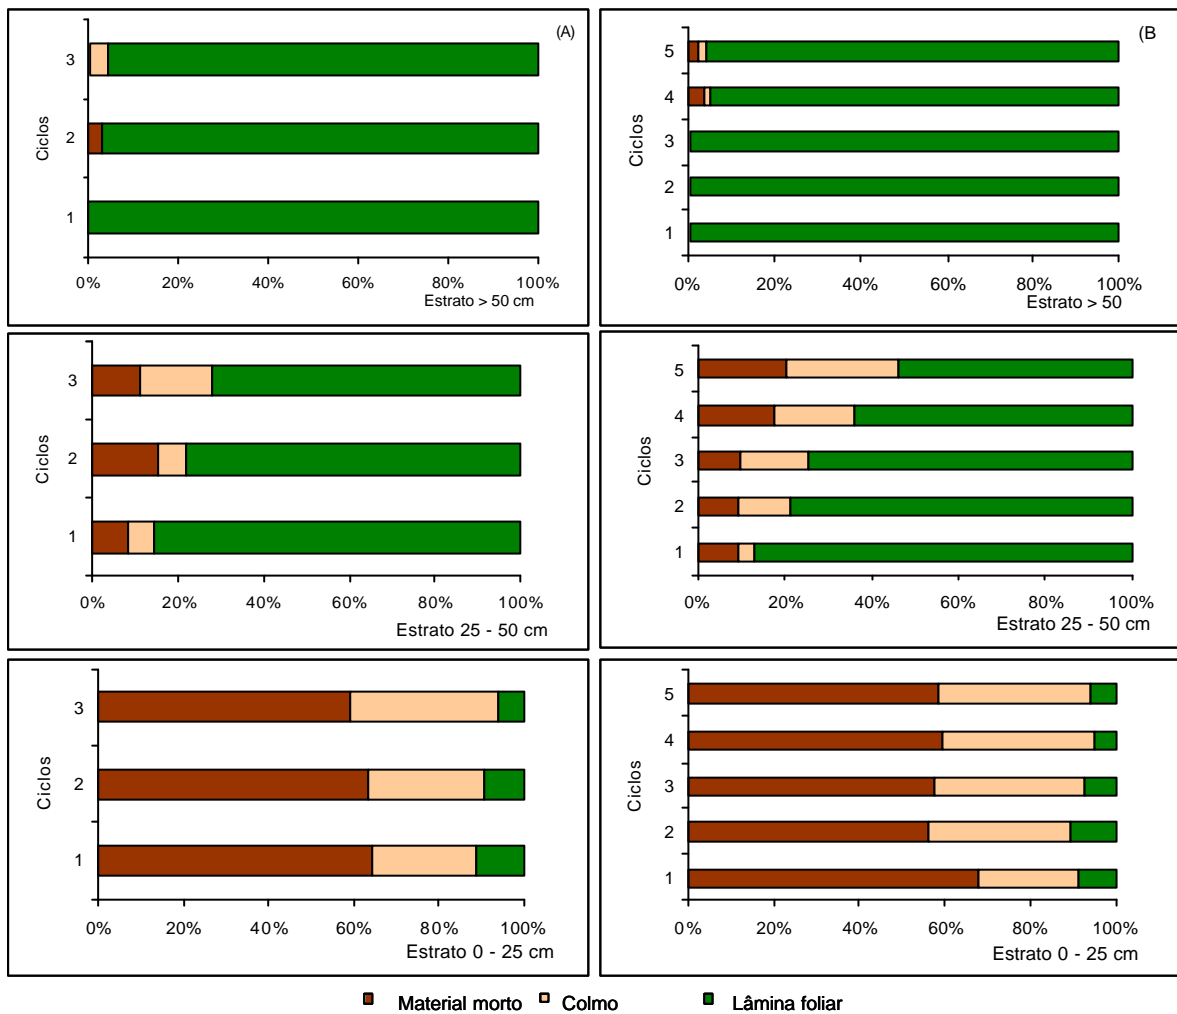 (A)
Ciclos
3
2
1
0% 20% 40% 60% 80% 100%
Estrato > 50 cm
(B
Ciclos
5
4
3
2
1
0% 20% 40% 60% 80% 100%
Estrato > 50
Ciclos
3
2
1
0% 20% 40% 60% 80% 100%
Estrato 25 - 50 cm
Ciclos
5
4
3
2
1
0% 20% 40% 60% 80% 100%
Estrato 25 - 50 cm
Ciclos
3
2
1
0% 20% 40% 60% 80% 100%
Estrato 0 - 25 cm
Ciclos
5
4
3
2
1
0% 20% 40% 60% 80% 100%
Estrato 0 - 25 cm
Material morto Colmo Lâmina foliar